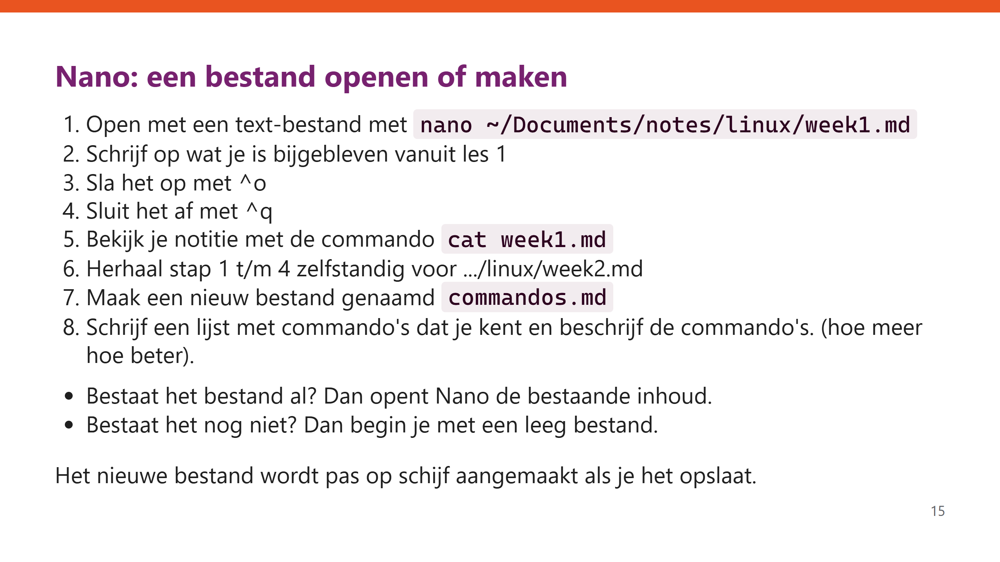 Nano: een bestand openen of maken
1. Open met een text-bestand met nano ~/Documents/notes/linux/week1.md
2. Schrijf op wat je is bijgebleven vanuit les 1
3. Sla het op met ^o
4. Sluit het af met ^q
5. Bekijk je notitie met de commando cat week1.md
6. Herhaal stap 1 t/m 4 zelfstandig voor .../linux/week2.md
7. Maak een nieuw bestand genaamd commandos.md
8. Schrijf een lijst met commando's dat je kent en beschrijf de commando's. (hoe meer
hoe beter).
• Bestaat het bestand al? Dan opent Nano de bestaande inhoud.
• Bestaat het nog niet? Dan begin je met een leeg bestand.
Het nieuwe bestand wordt pas op schijf aangemaakt als je het opslaat.
15